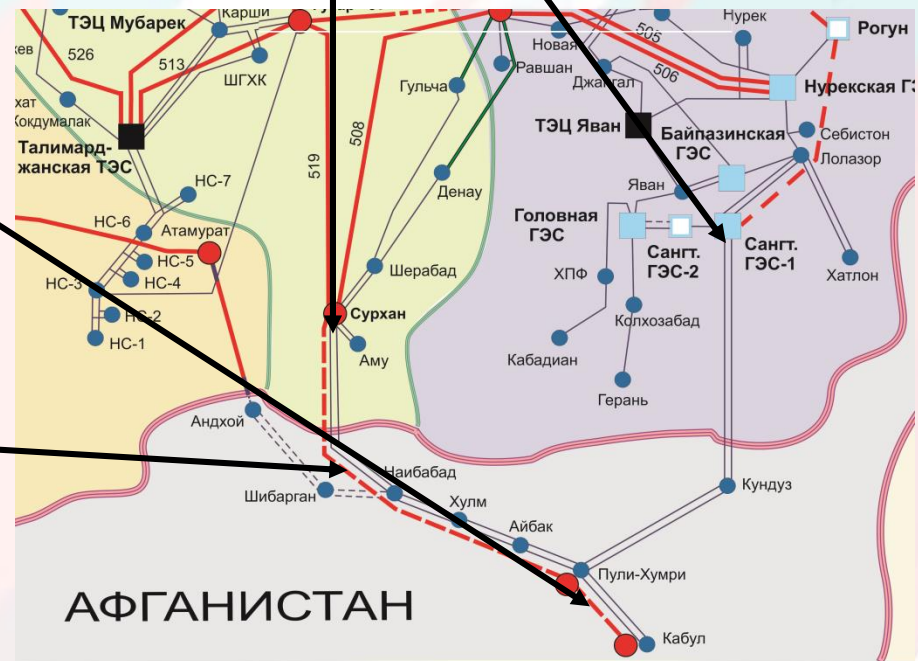 ТЭЦ Мубарек
Карши
526
513
ШГХК
Кокдумалак
Талимард-
жанская ТЭС
НС-7
НС-6
Атамурат
НС-5
НС-4
НС-3
НС-2
НС-1
519
508
Гульча
Денау
Шерабад
Сурхан
Аму
Новая
Равшан
Джангал
505
506
Нурек
Рогун
Нурекская
ТЭЦ Яван
Байпазинская
ГЭС
Себистон
Лолазор
Яван
Головная
ГЭС
Сангт.
ГЭС-2
Сангт.
ГЭС-1
Хатлон
ХПФ
Колхозабад
Кабадиан
Герань
Андхой
Шибарган
Наибабад
Хулм
Айбак
Пули-Хумри
Кундуз
Кабул
АФГАНИСТАН